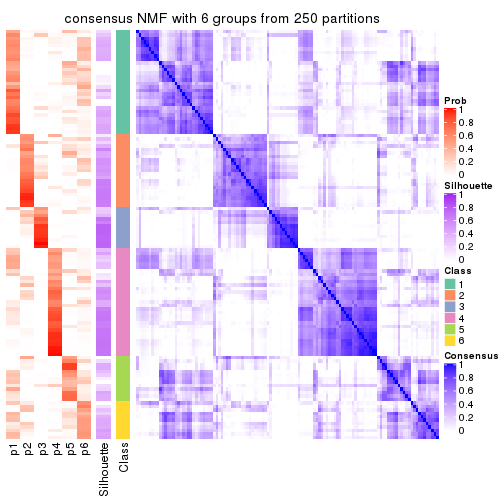 consensus NMF with 6 groups from 250 partitions
Prob
1
0.8
0.6
0.4
0.2
0
Silhouette
1
0.8
0.6
0.4
0.2
0
Class
1
2
3
4
5
6
Consensus
1
0.8
0.6
0.4
0.2
0
p1
p2
p3
p4
p5
p6
Silhouette
Class